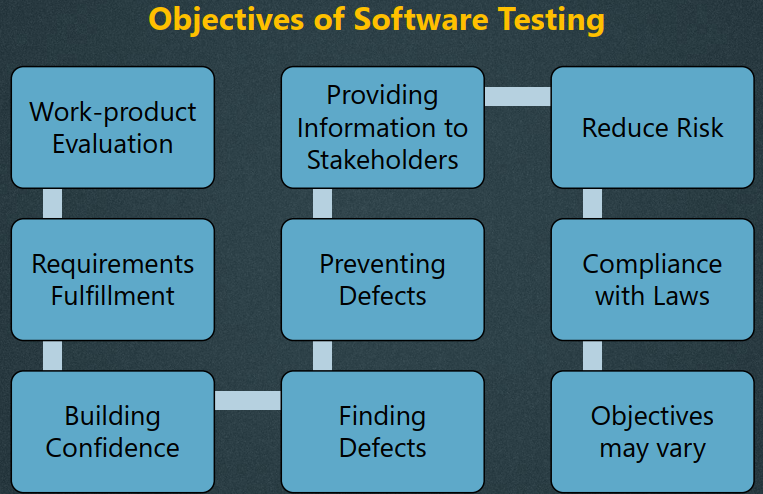 Objectives of Software Testing
Work-product
Evaluation
Requirements
Fulfillment
Building
Confidence
Finding
Defects
Preventing
Defects
Providing
Information to
Stakeholders
Reduce Risk
Compliance
with Laws
Objectives
may vary